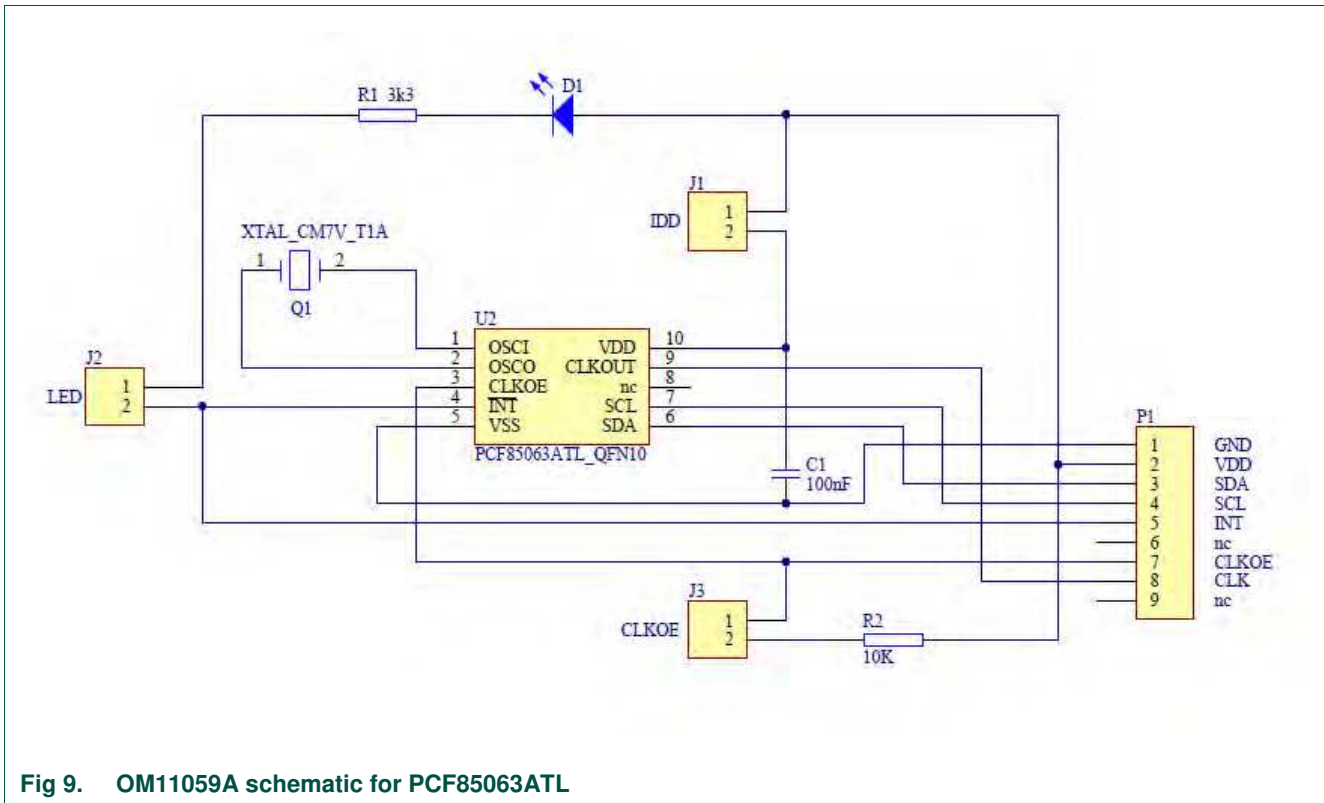 R1 3k3
D1
J1
IDD
1
2
XTAL_CM7V_T1A
1
2
Q1
J2
LED
1
2
U2
1 OSCI VDD 10
2 OSCO CLKOUT 9
3 CLKOE nc 8
4 INT SCL 7
5 VSS SDA 6
PCF85063ATL_QFN10
C1
100nF
P1
1 GND
2 VDD
3 SDA
4 SCL
5 INT
6 nc
7 CLKOE
8 CLK
9 nc
J3
CLKOE
1
2
R2
10K
Fig 9. OM11059A schematic for PCF85063ATL